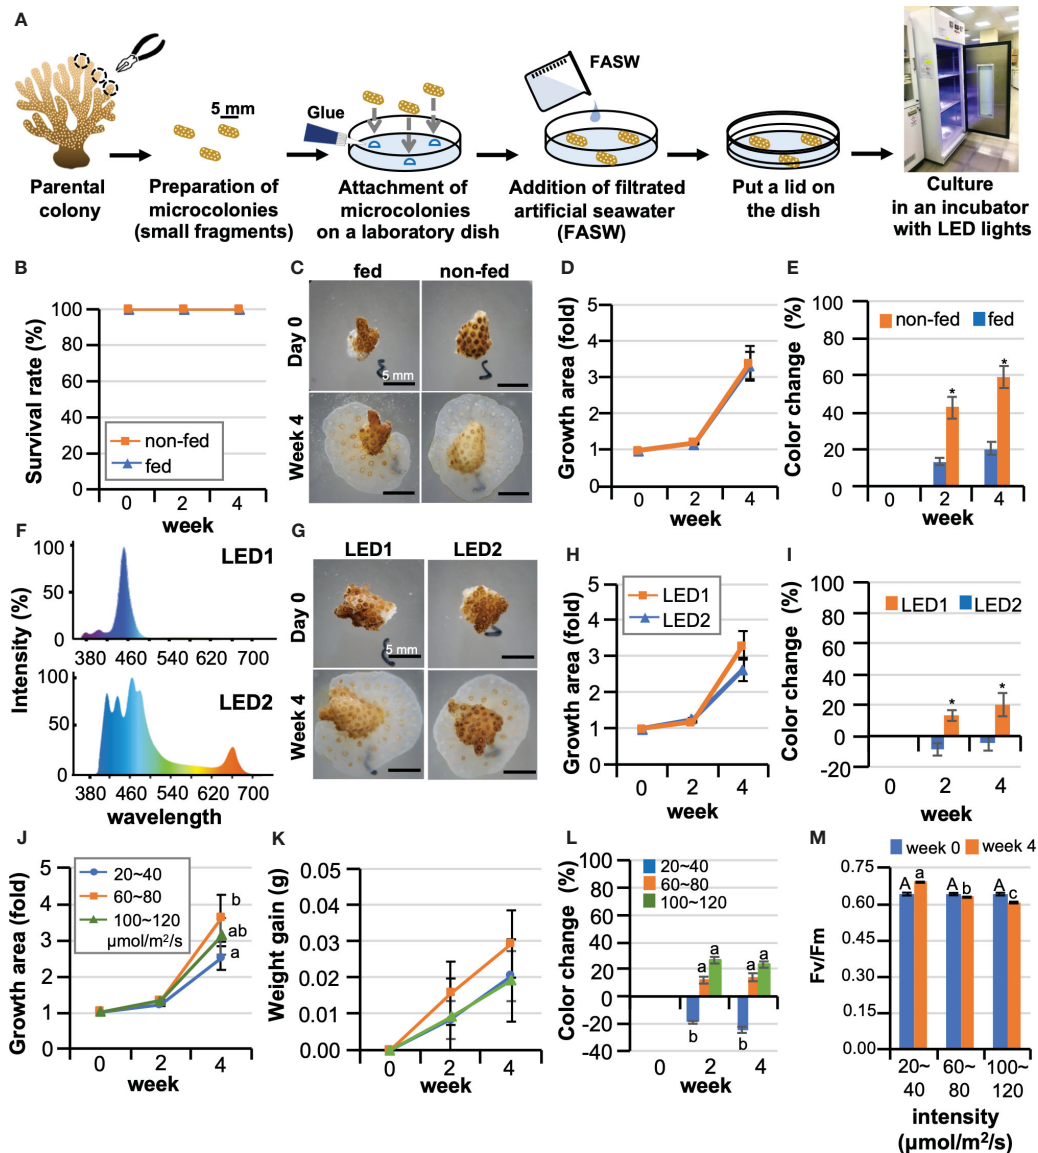 A
5 mm
Glue
FASW
Parental
colony
Preparation of
microcolonies
(small fragments)
Attachment of
microcolonies
on a laboratory dish
Addition of filtrated
artificial seawater
(FASW)
Put a lid on
the dish
Culture
in an incubator
with LED lights
B
Survival rate (%)
100
80
60
40
20
0
non-fed
fed
0 2 4
week
C
fed non-fed
Day 0
Week 4
5 mm
D
Growth area (fold)
5
4
3
2
1
0
0 2 4
week
E
Color change (%)
100
80
60
40
20
0
non-fed fed
* *
0 2 4
week
F
Intensity (%)
100
50
0
LED1
380 460 540 620 700
100
50
0
LED2
380 460 540 620 700
wavelength
G
LED1 LED2
Day 0
Week 4
5 mm
H
Growth area (fold)
5
4
3
2
1
0
LED1
LED2
0 2 4
week
I
Color change (%)
100
80
60
40
20
0
-20
LED1 LED2
* *
0 2 4
week
J
Growth area (fold)
5
4
3
2
1
0
20~40
60~80
100~120
µmol/m²/s
b
ab
a
0 2 4
week
K
Weight gain (g)
0.05
0.04
0.03
0.02
0.01
0.00
0 2 4
week
L
Color change (%)
100
80
60
40
20
0
-20
-40
20~40
60~80
100~120
a a a a
b b
0 2 4
week
M
week 0 week 4
Fv/Fm
0.75
0.60
0.45
0.30
0.15
0.00
A a A b A c
20~ 60~ 100~
40 80 120
intensity
(µmol/m²/s)